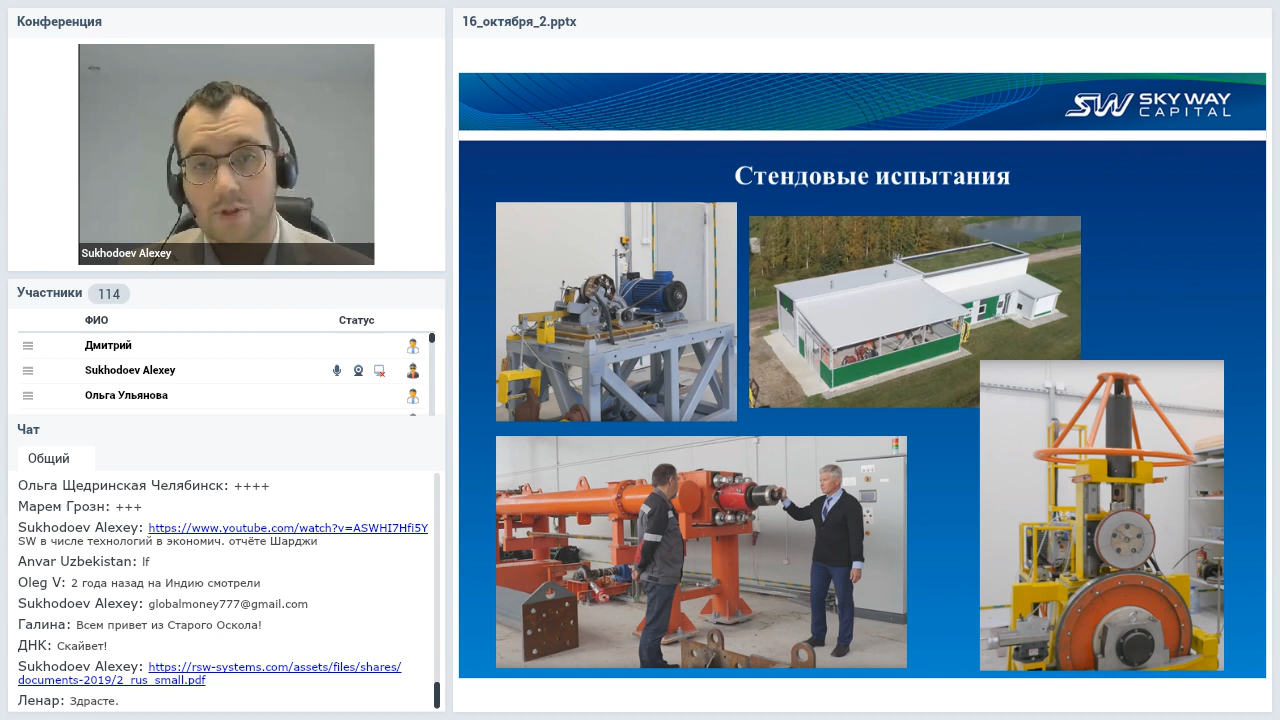 Конференция
Sukhodoev Alexey
Участники 114
ФИО Статус
Дмитрий
Sukhodoev Alexey
Ольга Ульянова
Чат
Общий
Ольга Щедринская Челябинск: ++++
Марем Грозн: +++
Sukhodoev Alexey: https://www.youtube.com/watch?v=ASWHI7Hfi5Y
SW в числе технологий в экономич. отчёте Шарджи
Anvar Uzbekistan: lf
Oleg V: 2 года назад на Индию смотрели
Sukhodoev Alexey: globalmoney777@gmail.com
Галина: Всем привет из Старого Оскола!
ДНК: Скайвет!
Sukhodoev Alexey: https://rsw-systems.com/assets/files/shares/
documents-2019/2_rus_small.pdf
Ленар: Здрасте.
16_октября_2.pptx
SW SKY WAY
CAPITAL
Стендовые испытания